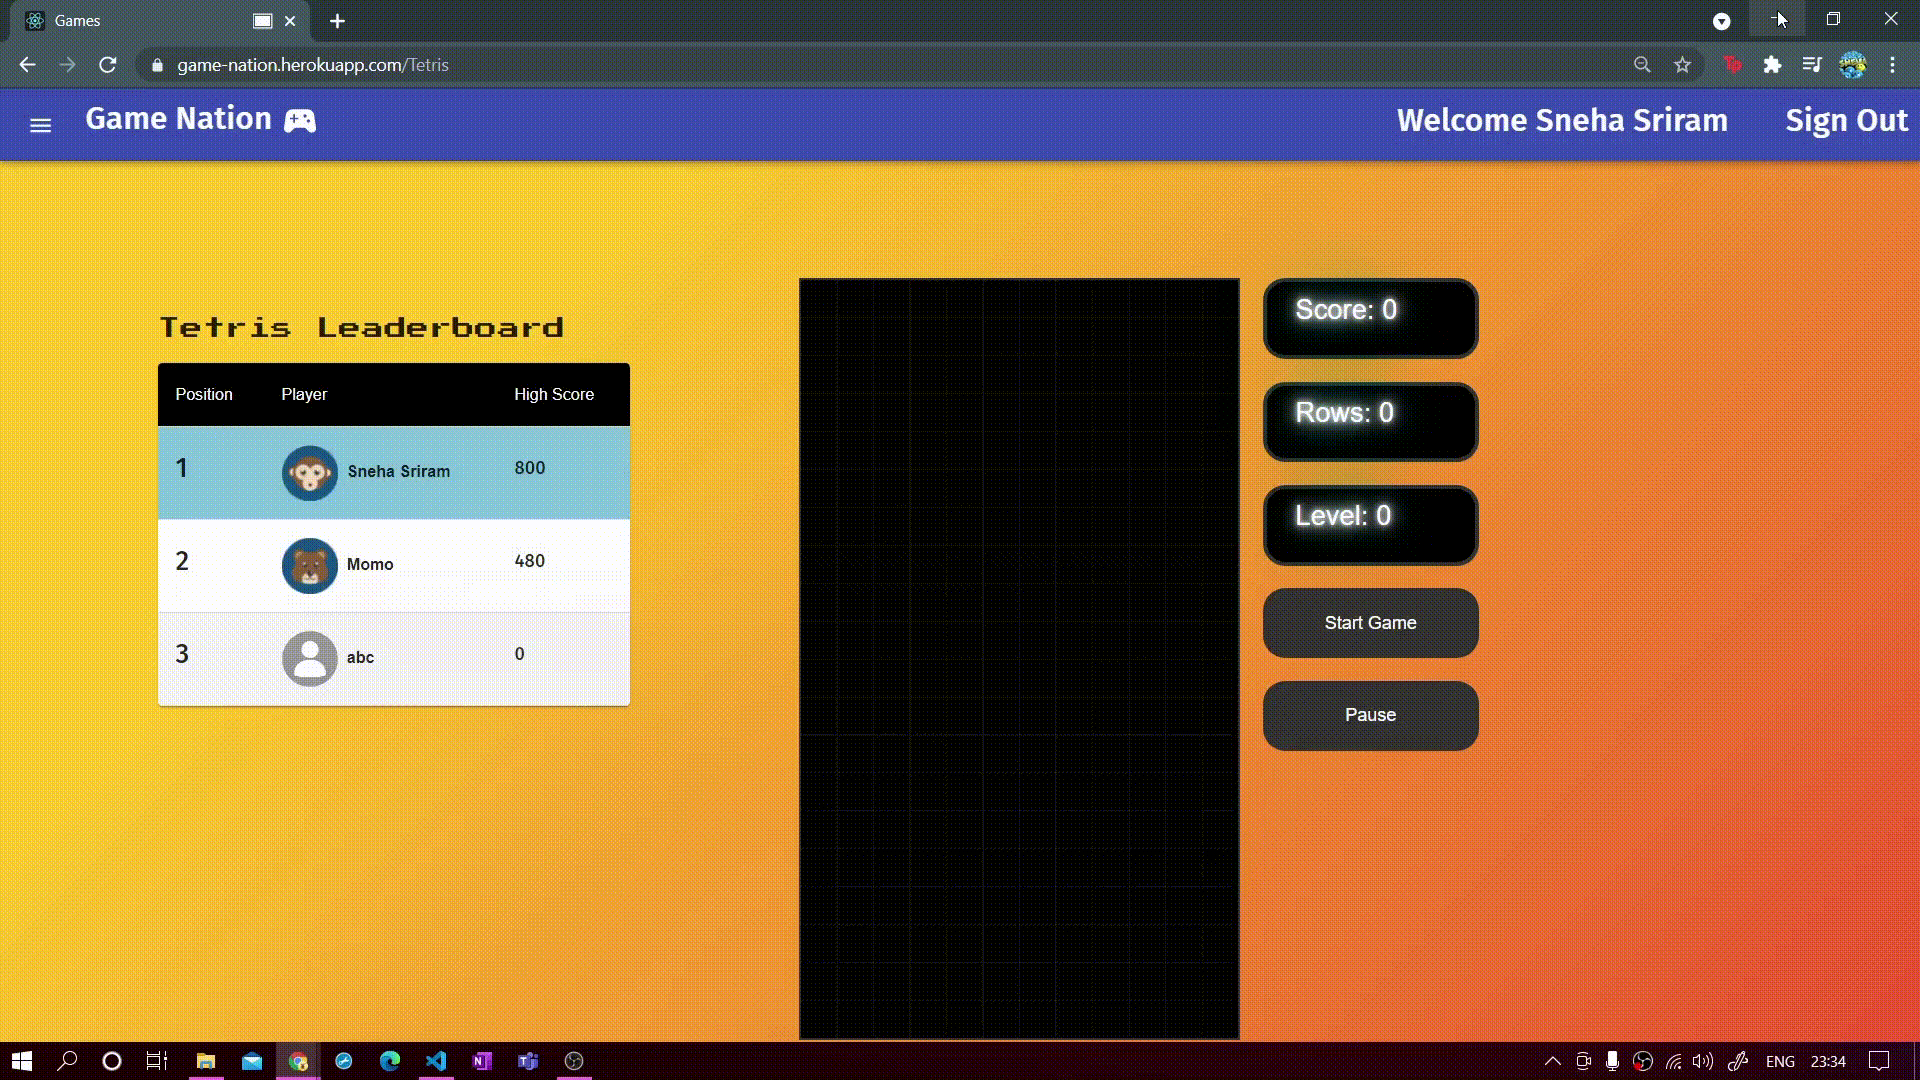 Games
game-nation.herokuapp.com/Tetris
Game Nation
Welcome Sneha Sriram
Sign Out
Tetris Leaderboard
Position Player High Score
1 Sneha Sriram 800
2 Momo 480
3 abc 0
Score: 0
Rows: 0
Level: 0
Start Game
Pause
ENG 23:34